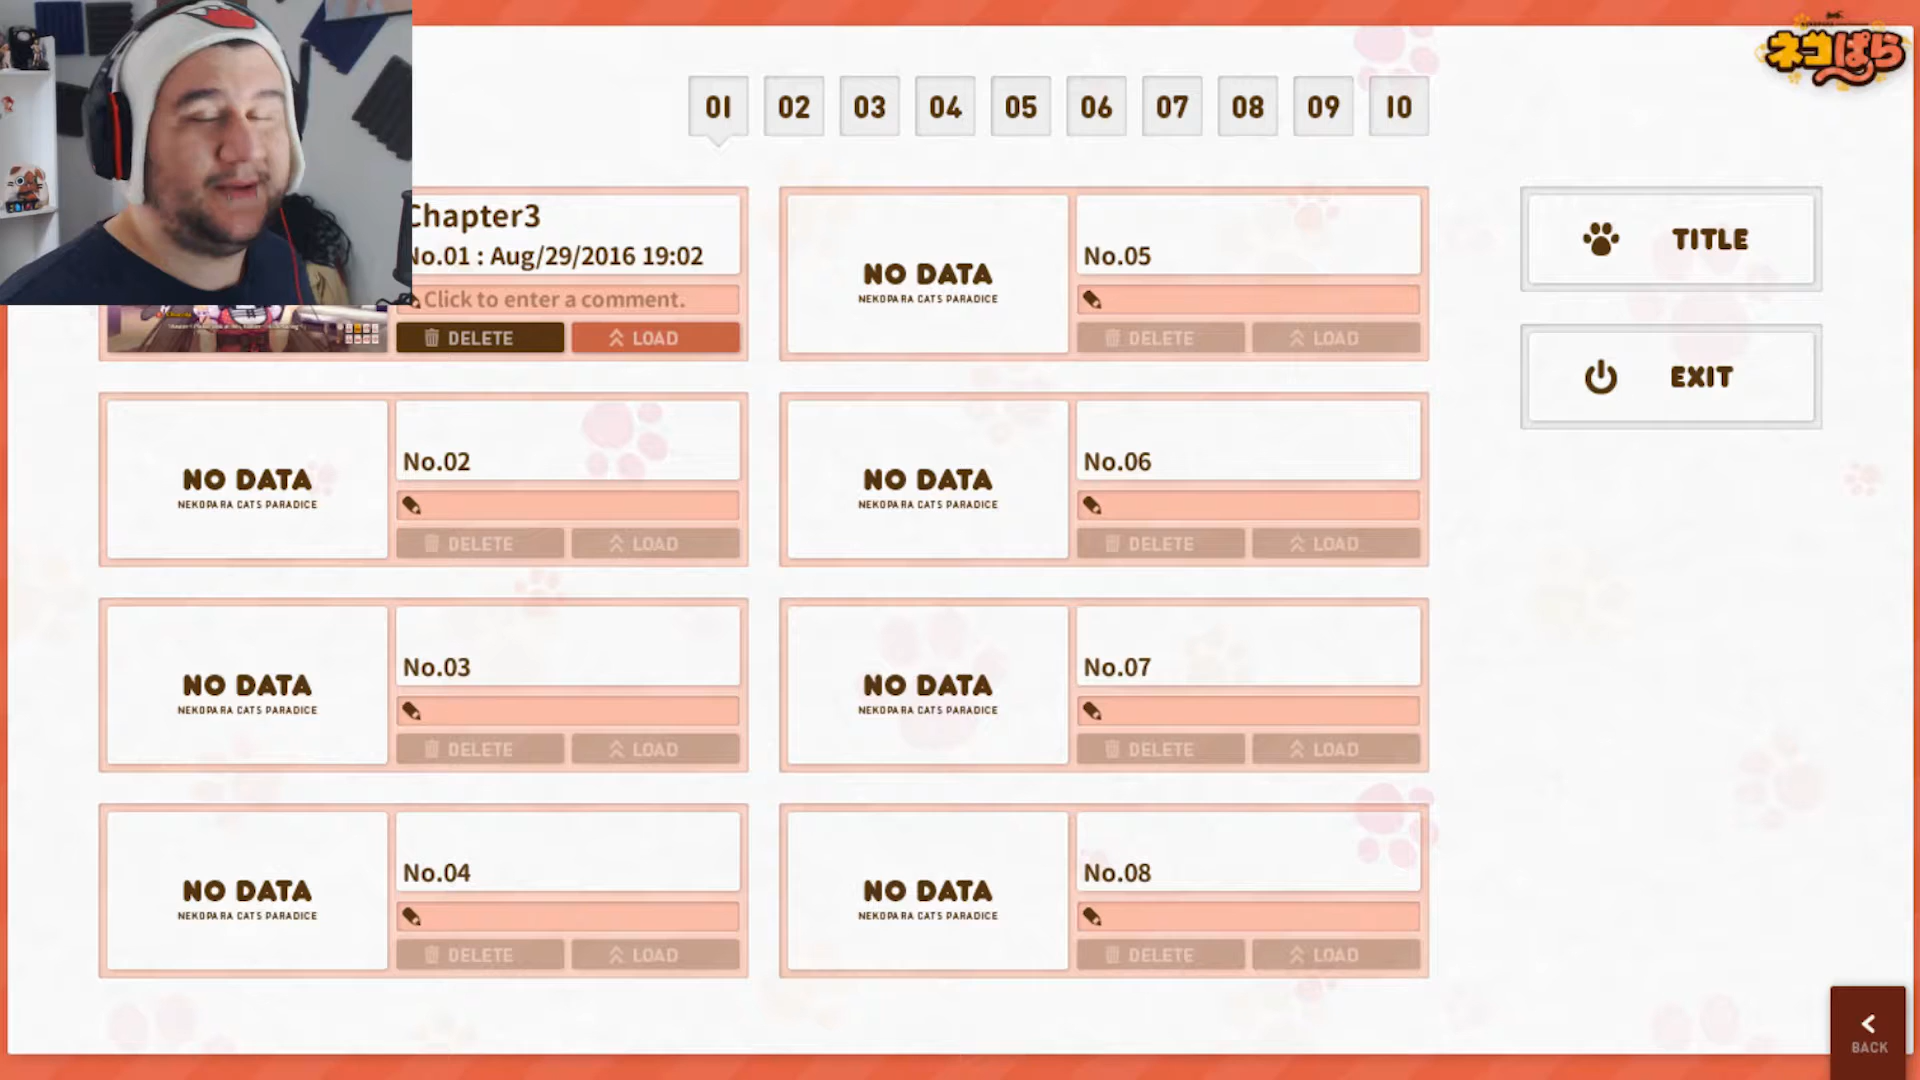 ネコぱら
01 02 03 04 05 06 07 08 09 10
Chapter3
No.01 : Aug/29/2016 19:02
Click to enter a comment.
DELETE LOAD
NO DATA
NEKOPARA CATS PARADICE
No.05
DELETE LOAD
TITLE
EXIT
NO DATA
NEKOPARA CATS PARADICE
No.02
DELETE LOAD
NO DATA
NEKOPARA CATS PARADICE
No.06
DELETE LOAD
NO DATA
NEKOPARA CATS PARADICE
No.03
DELETE LOAD
NO DATA
NEKOPARA CATS PARADICE
No.07
DELETE LOAD
NO DATA
NEKOPARA CATS PARADICE
No.04
DELETE LOAD
NO DATA
NEKOPARA CATS PARADICE
No.08
DELETE LOAD
BACK